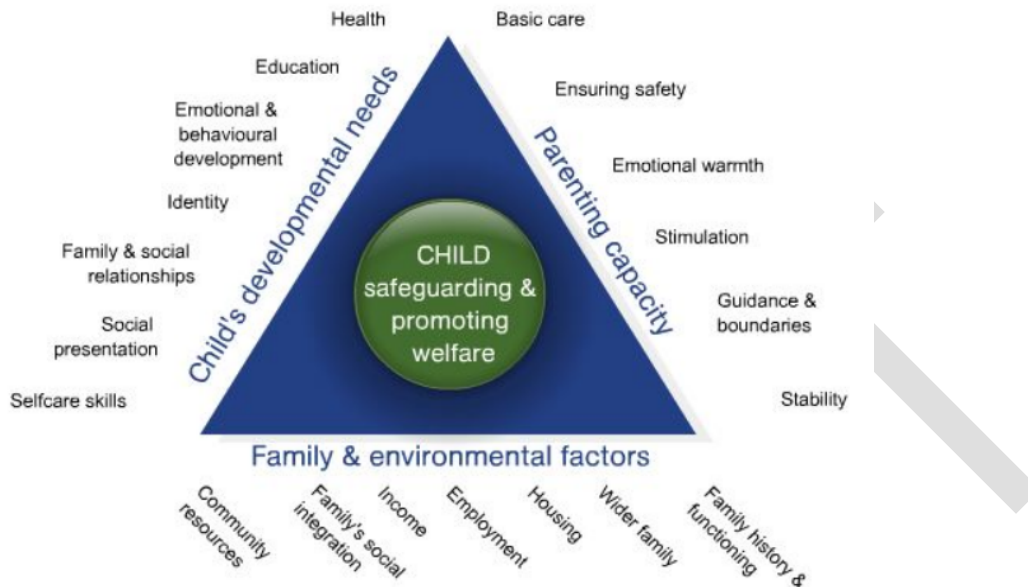 Health
Education
Emotional &
behavioural
development
Identity
Family & social
relationships
Social
presentation
Selfcare skills
Child's developmental needs
Basic care
Ensuring safety
Emotional warmth
Stimulation
Guidance &
boundaries
Stability
Parenting capacity
CHILD
safeguarding &
promoting
welfare
Family & environmental factors
Community
resources
Family's social
integration
Income
Employment
Housing
Wider family
Family history &
functioning